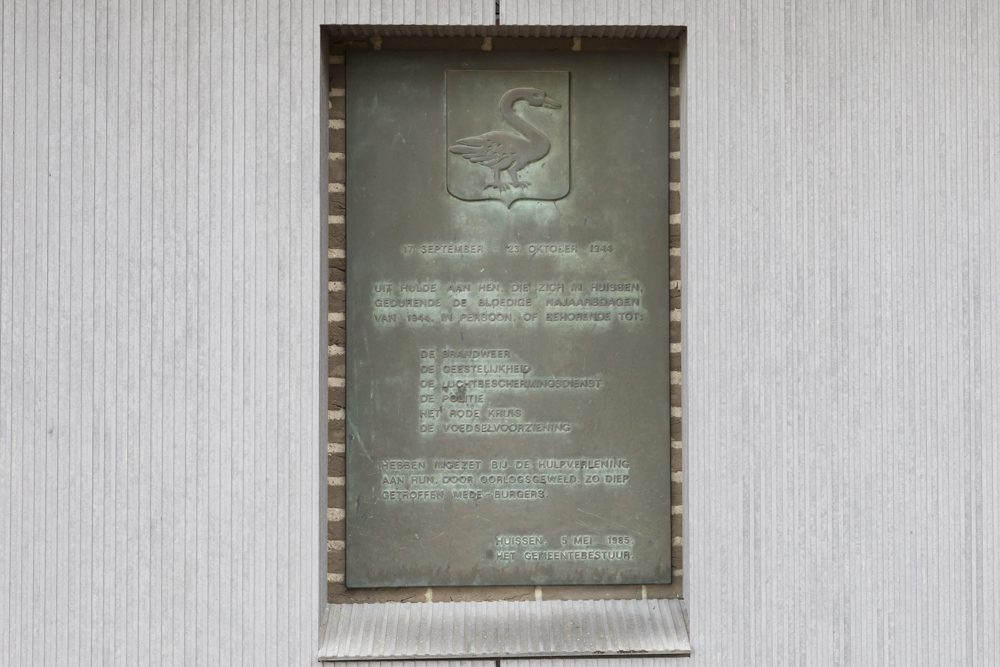 17 SEPTEMBER - 23 OKTOBER 1944
UIT HULDE AAN HEN, DIE ZICH IN HUISSEN,
GEDURENDE DE BLOEDIGE NAJAARSDAGEN
VAN 1944, IN PERSOON, OF BEHORENDE TOT:
DE BRANDWEER
DE GEESTELIJKHEID
DE LUCHTBESCHERMINGSDIENST
DE POLITIE
HET RODE KRUIS
DE VOEDSELVOORZIENING
HEBBEN INGEZET BIJ DE HULPVERLENING
AAN HUN, DOOR OORLOGSGEWELD ZO DIEP
GETROFFEN MEDE-BURGERS.
HUISSEN, 5 MEI 1985.
HET GEMEENTEBESTUUR.